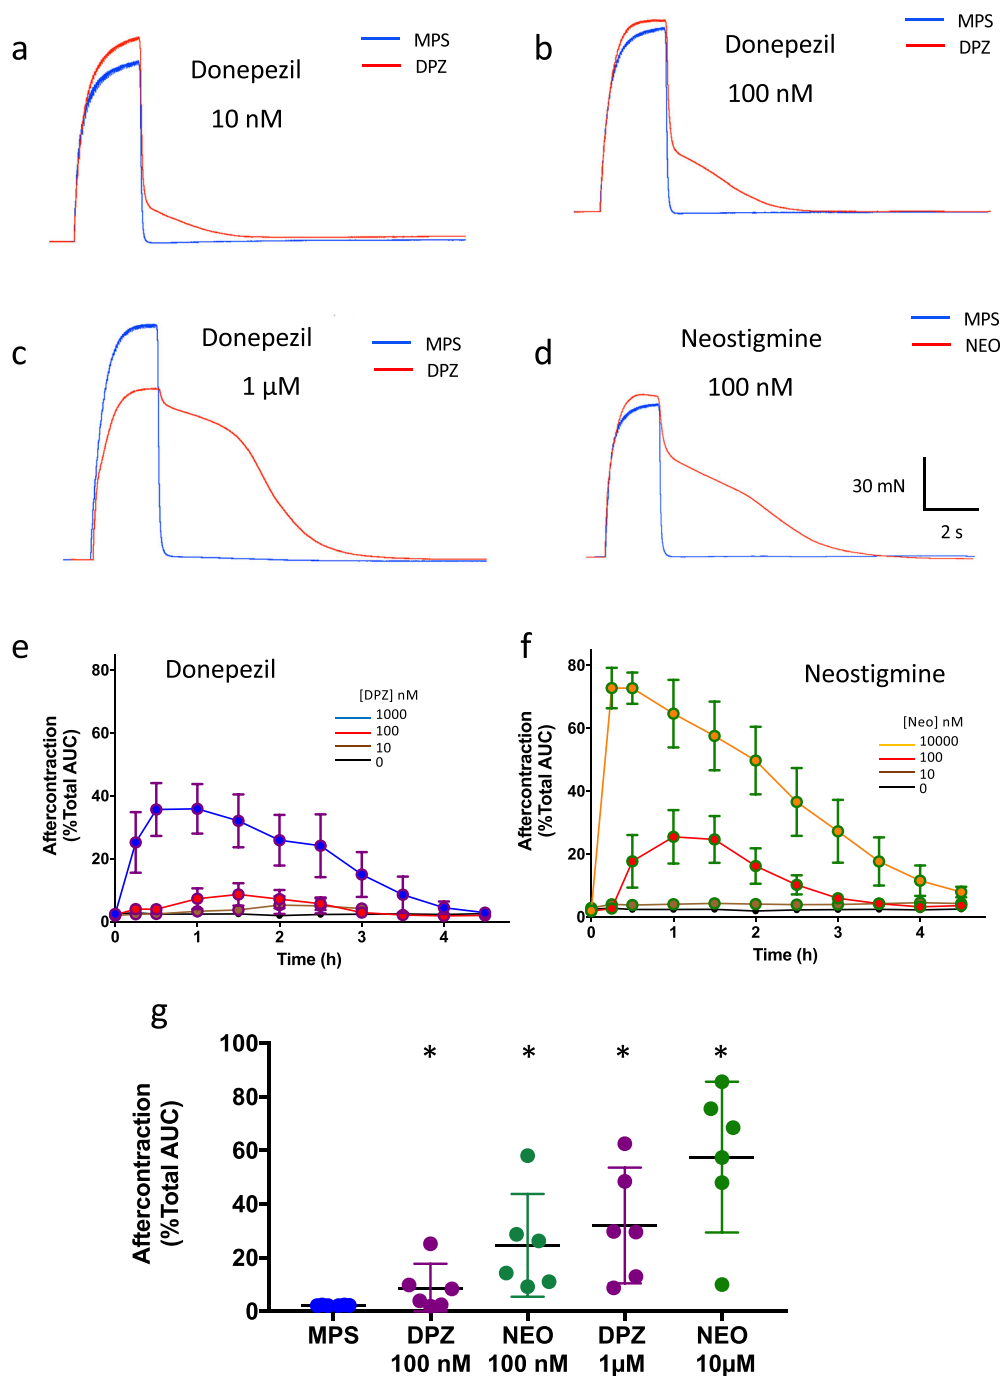 a
Donepezil
10 nM
MPS
DPZ
b
Donepezil
100 nM
MPS
DPZ
c
Donepezil
1 µM
MPS
DPZ
d
Neostigmine
100 nM
MPS
NEO
30 mN
2 s
e
Donepezil
[DPZ] nM
1000
100
10
0
Aftercontraction
(%Total AUC)
80
60
40
20
0
0 1 2 3 4
Time (h)
f
Neostigmine
[Neo] nM
10000
100
10
0
Aftercontraction
(%Total AUC)
80
60
40
20
0
0 1 2 3 4
Time (h)
g
Aftercontraction
(%Total AUC)
100
80
60
40
20
0
* * * *
MPS DPZ NEO DPZ NEO
100 nM 100 nM 1µM 10µM